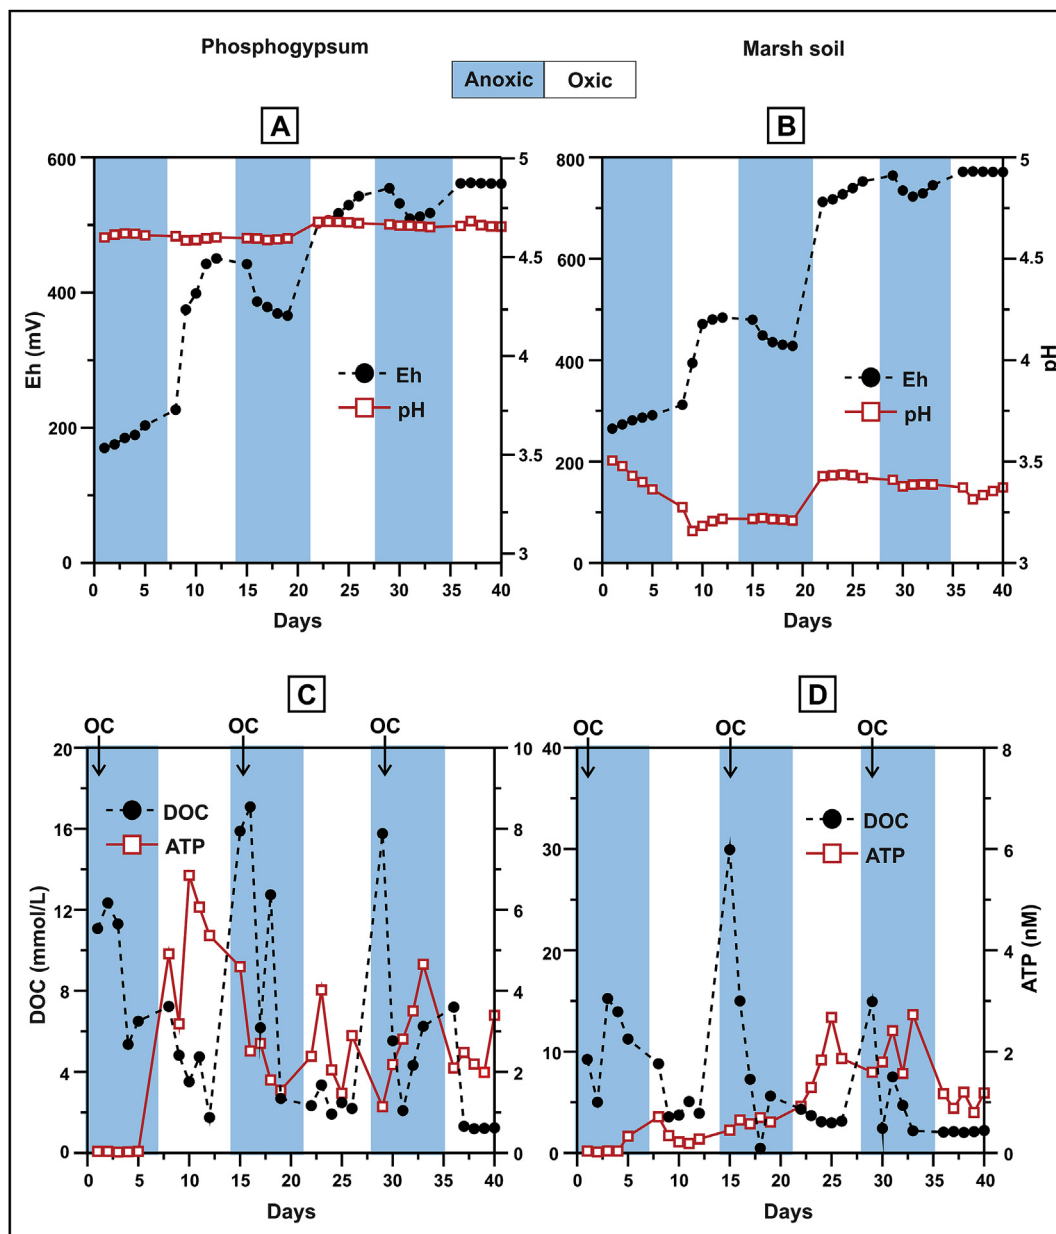 Phosphogypsum
Marsh soil
Anoxic Oxic
A
B
600
400
200
0
Eh (mV)
5
4.5
4
3.5
3
Eh
pH
0 5 10 15 20 25 30 35 40
Days
800
600
400
200
0
5
4.5
4
3.5
3
pH
Eh
pH
0 5 10 15 20 25 30 35 40
Days
C
D
OC OC OC
20
16
12
8
4
0
DOC (mmol/L)
10
8
6
4
2
0
DOC
ATP
0 5 10 15 20 25 30 35 40
Days
OC OC OC
40
30
20
10
0
8
6
4
2
0
ATP (nM)
DOC
ATP
0 5 10 15 20 25 30 35 40
Days